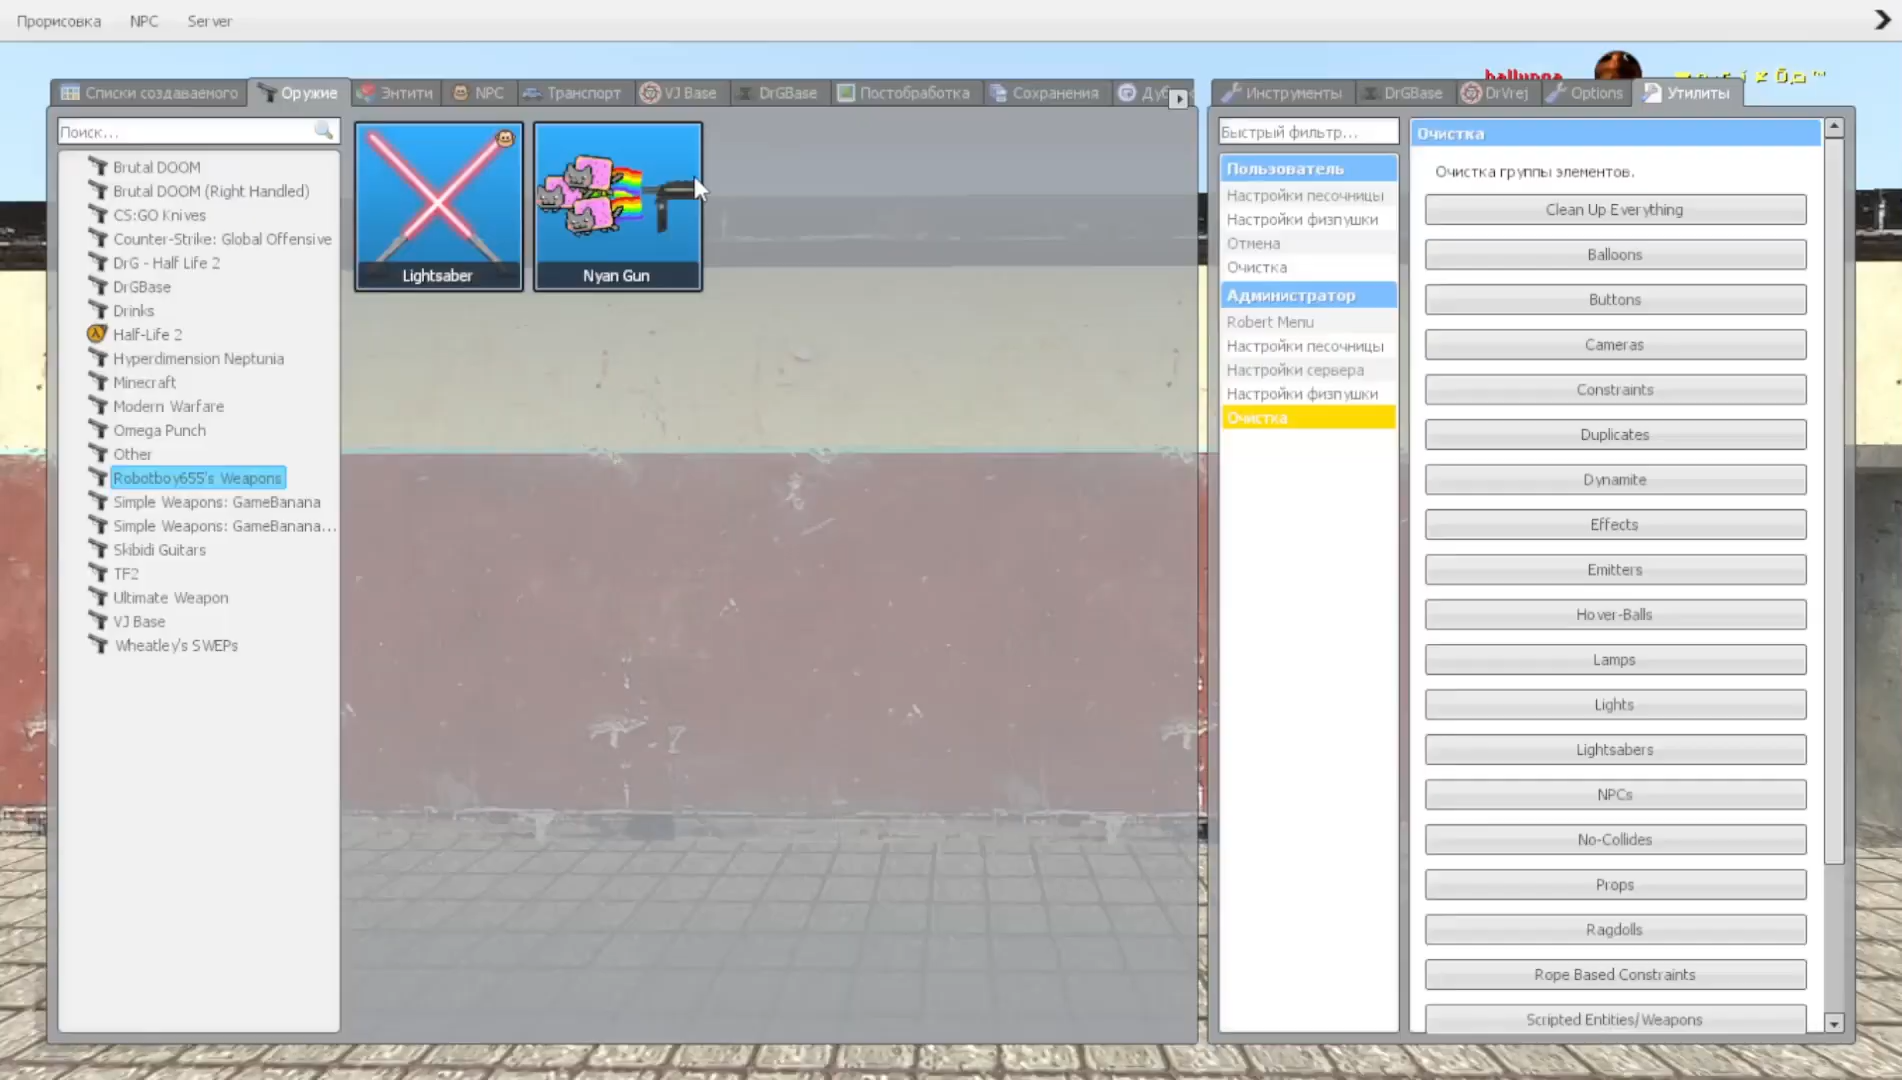 Прорисовка NPC Server
Списки создаваемого Оружие Энтити NPC Транспорт VJ Base DrGBase Постобработка Сохранения
Инструменты DrGBase DrVrej Options Утилиты
Поиск...
Brutal DOOM
Brutal DOOM (Right Handled)
CS:GO Knives
Counter-Strike: Global Offensive
DrG - Half Life 2
DrGBase
Drinks
Half-Life 2
Hyperdimension Neptunia
Minecraft
Modern Warfare
Omega Punch
Other
Robotboy655's Weapons
Simple Weapons: GameBanana
Simple Weapons: GameBanana...
Skibidi Guitars
TF2
Ultimate Weapon
VJ Base
Wheatley's SWEPs
Lightsaber
Nyan Gun
Быстрый фильтр...
Пользователь
Настройки песочницы
Настройки физпушки
Отмена
Очистка
Администратор
Robert Menu
Настройки песочницы
Настройки сервера
Настройки физпушки
Очистка
Очистка
Очистка группы элементов.
Clean Up Everything
Balloons
Buttons
Cameras
Constraints
Duplicates
Dynamite
Effects
Emitters
Hover-Balls
Lamps
Lights
Lightsabers
NPCs
No-Collides
Props
Ragdolls
Rope Based Constraints
Scripted Entities/Weapons